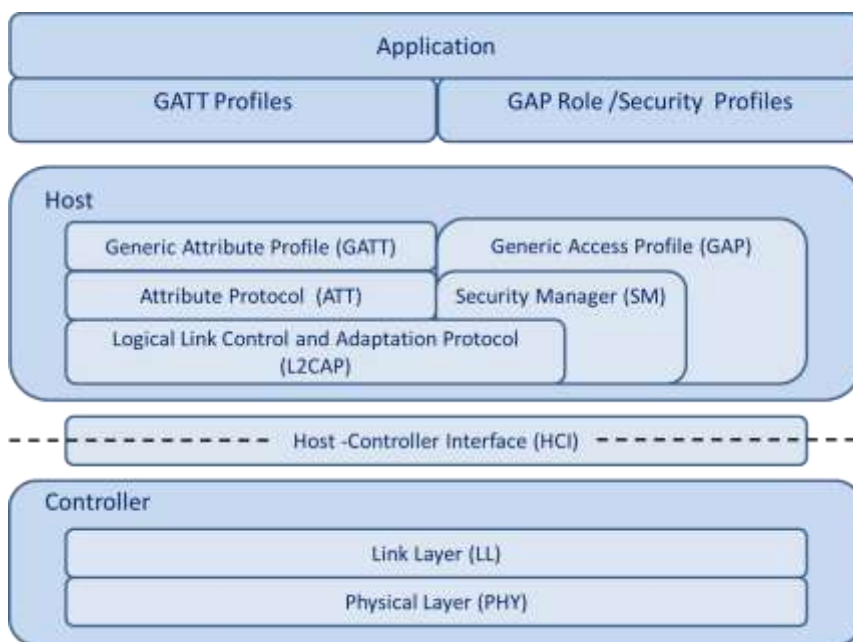 Application
GATT Profiles
GAP Role /Security Profiles
Host
Generic Attribute Profile (GATT)
Generic Access Profile (GAP)
Attribute Protocol (ATT)
Security Manager (SM)
Logical Link Control and Adaptation Protocol
(L2CAP)
Host -Controller Interface (HCI)
Controller
Link Layer (LL)
Physical Layer (PHY)